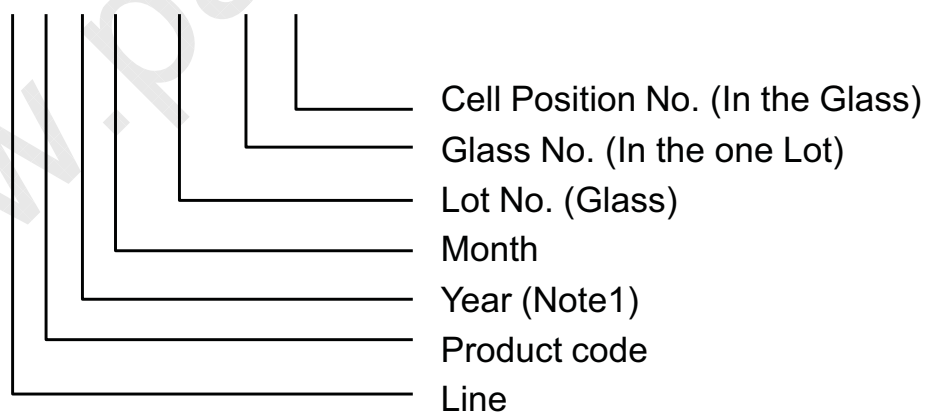 Cell Position No. (In the Glass)
Glass No. (In the one Lot)
Lot No. (Glass)
Month
Year (Note1)
Product code
Line